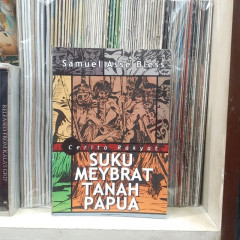 Samuel Asse Bless
Cerita Rakyat
SUKU
MEYBRAT
TANAH
PAPUA